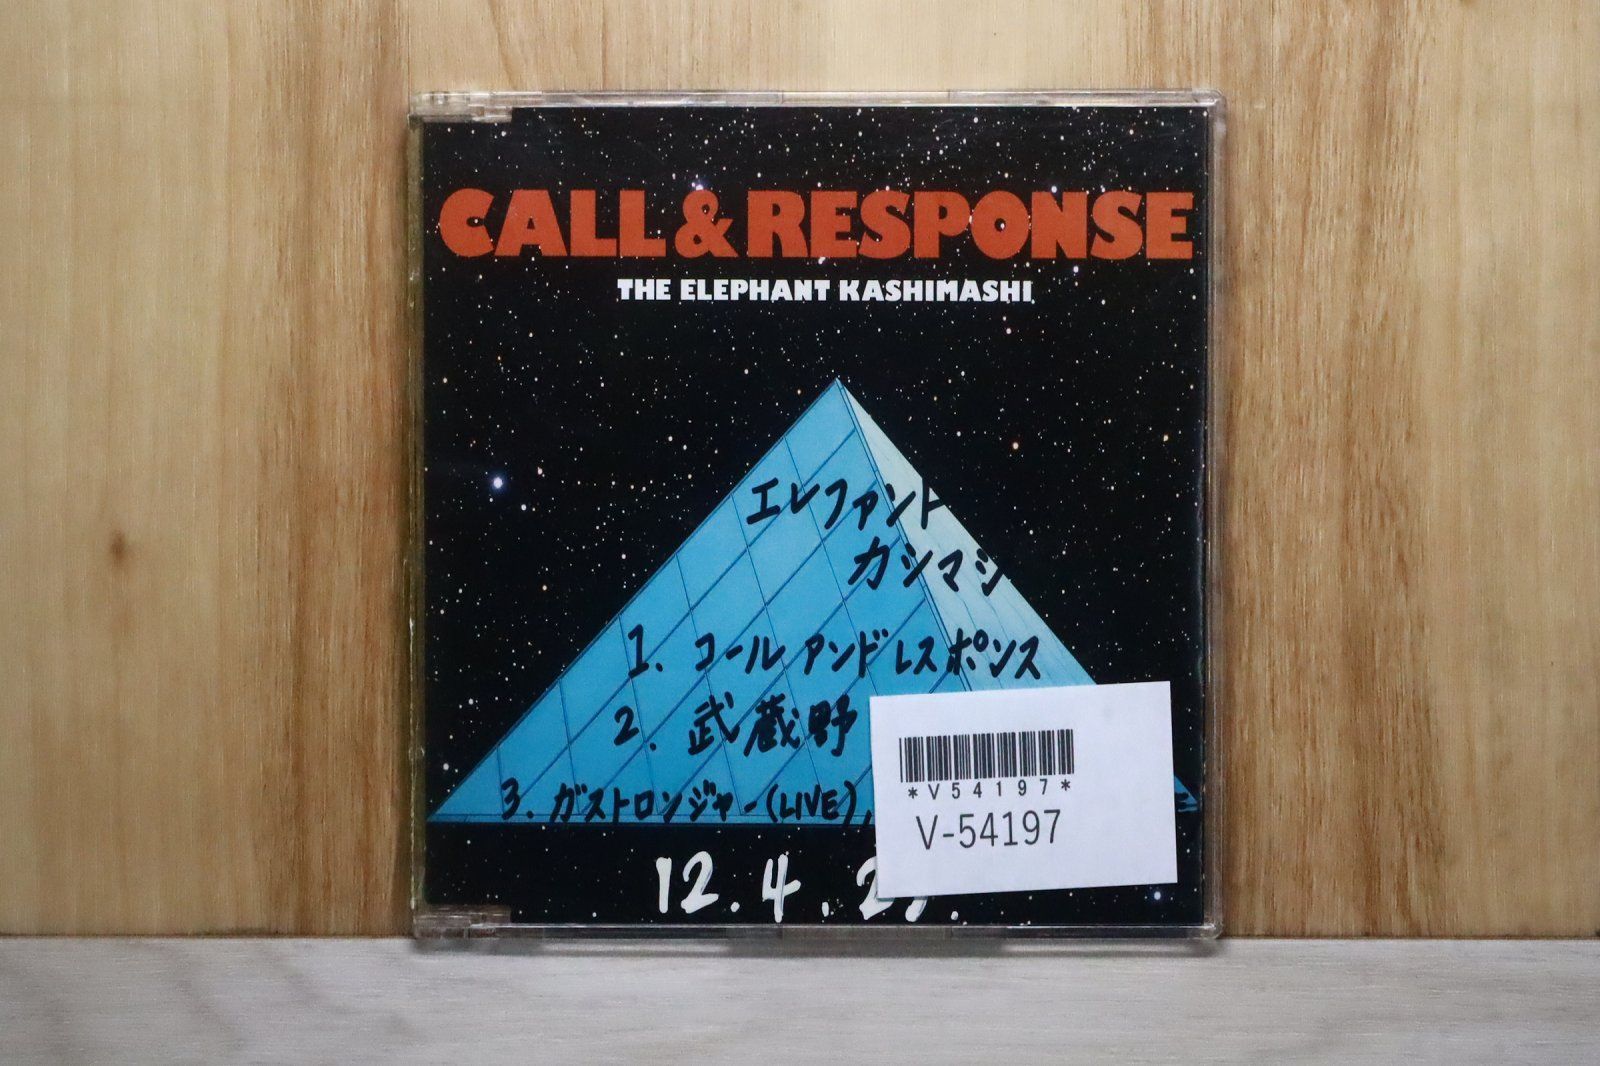 CALL & RESPONSE
THE ELEPHANT KASHIMASHI
エレファント
カシマシ
1. コール アンド レスポンス
2. 武蔵野
3. ガストロンジャー(LIVE),
*V54197*
V-54197
12.4.